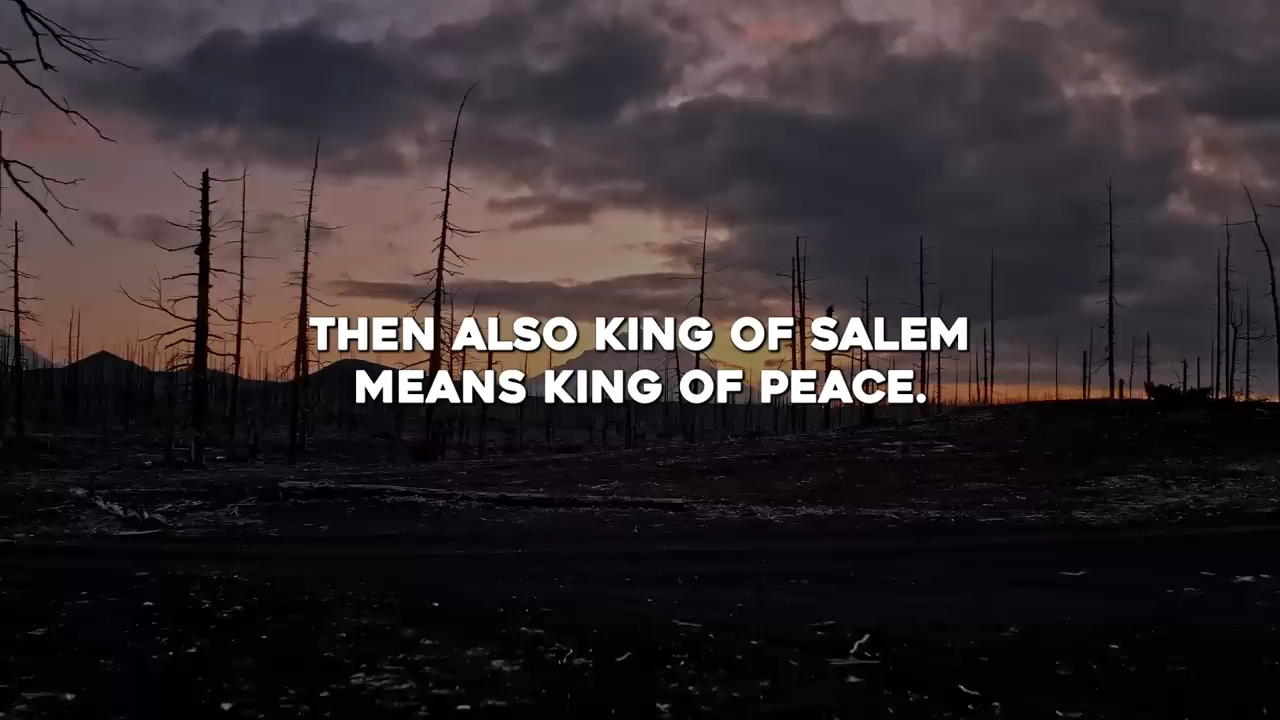 THEN ALSO KING OF SALEM
MEANS KING OF PEACE.